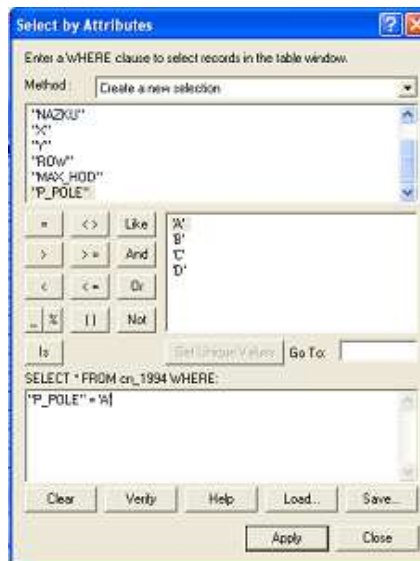 Select by Attributes
Enter a WHERE clause to select records in the table window.
Method : Create a new selection
"NAZKU"
"X"
"Y"
"ROW"
"MAX_HOD"
"P_POLE"
= <> Like 'A'
'B'
'C'
'D'
> > = And
< < = Or
_ % () Not
Is Get Unique Values Go To:
SELECT * FROM cn_1994 WHERE:
"P_POLE" = 'A'
Clear Verify Help Load... Save...
Apply Close